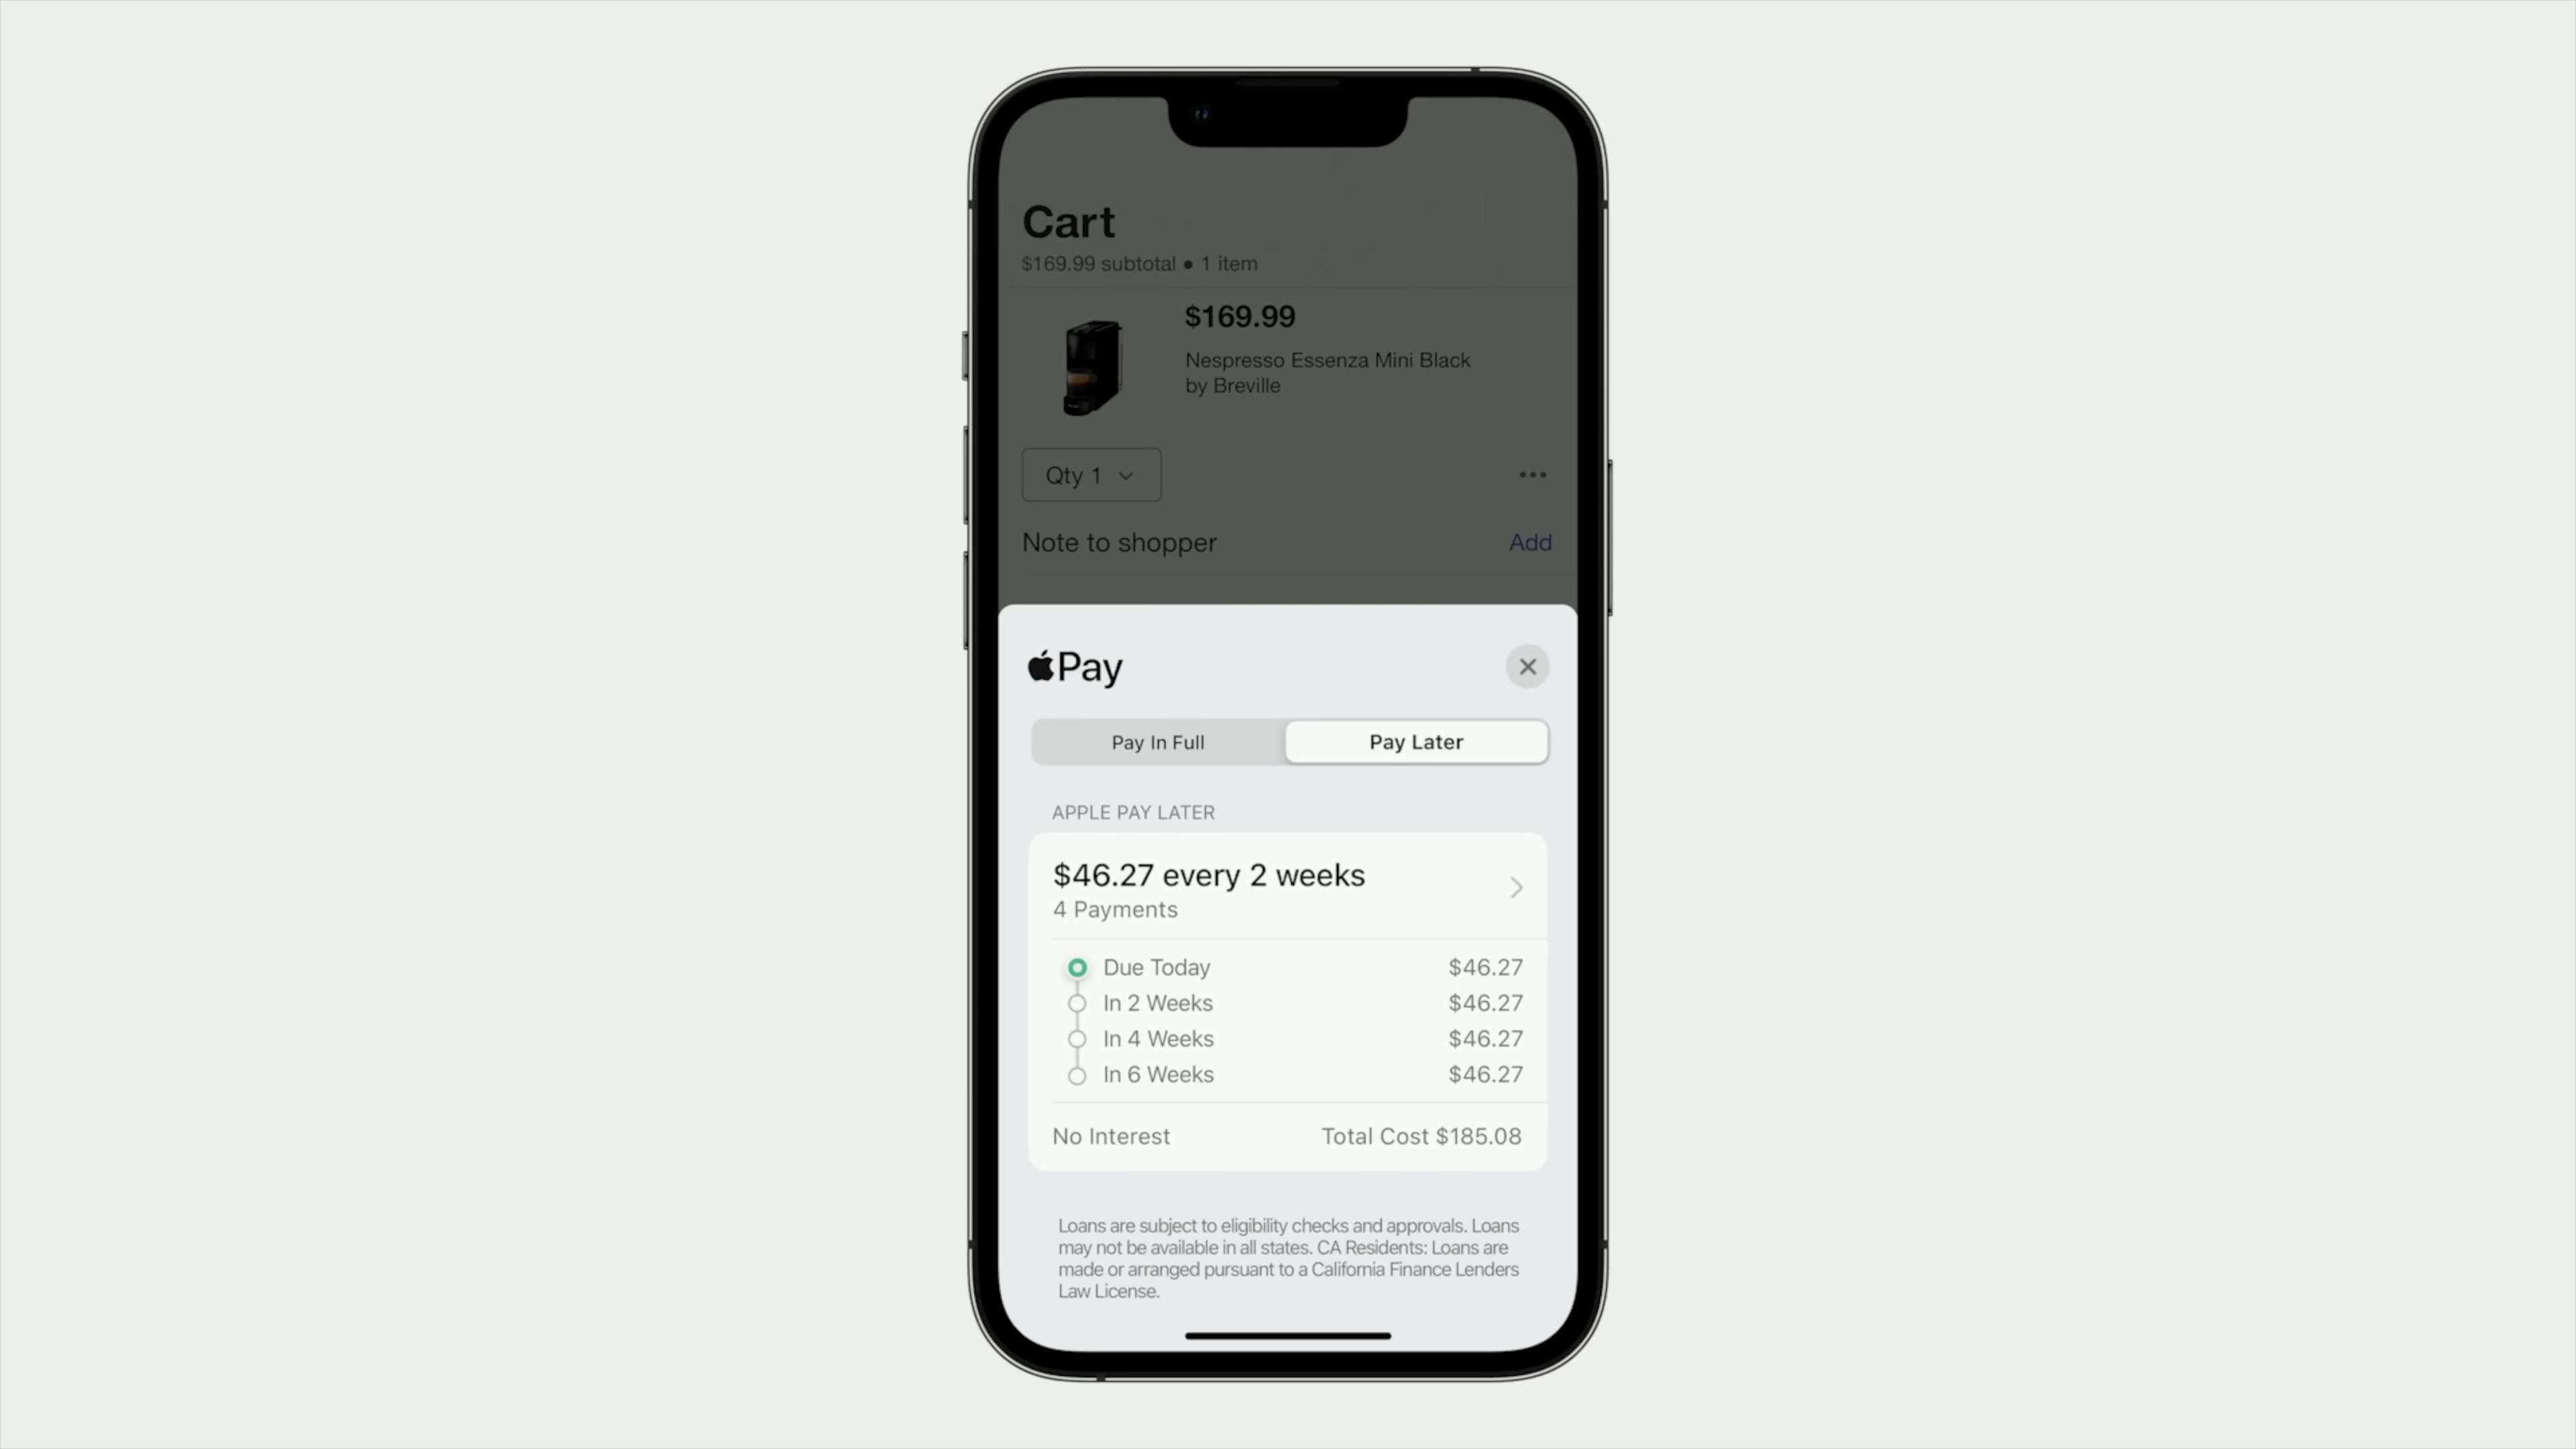 Cart
$169.99 subtotal • 1 item
$169.99
Nespresso Essenza Mini Black
by Breville
Qty 1
Note to shopper
Add
Pay
Pay In Full
Pay Later
APPLE PAY LATER
$46.27 every 2 weeks
4 Payments
Due Today $46.27
In 2 Weeks $46.27
In 4 Weeks $46.27
In 6 Weeks $46.27
No Interest
Total Cost $185.08
Loans are subject to eligibility checks and approvals. Loans
may not be available in all states. CA Residents: Loans are
made or arranged pursuant to a California Finance Lenders
Law License.